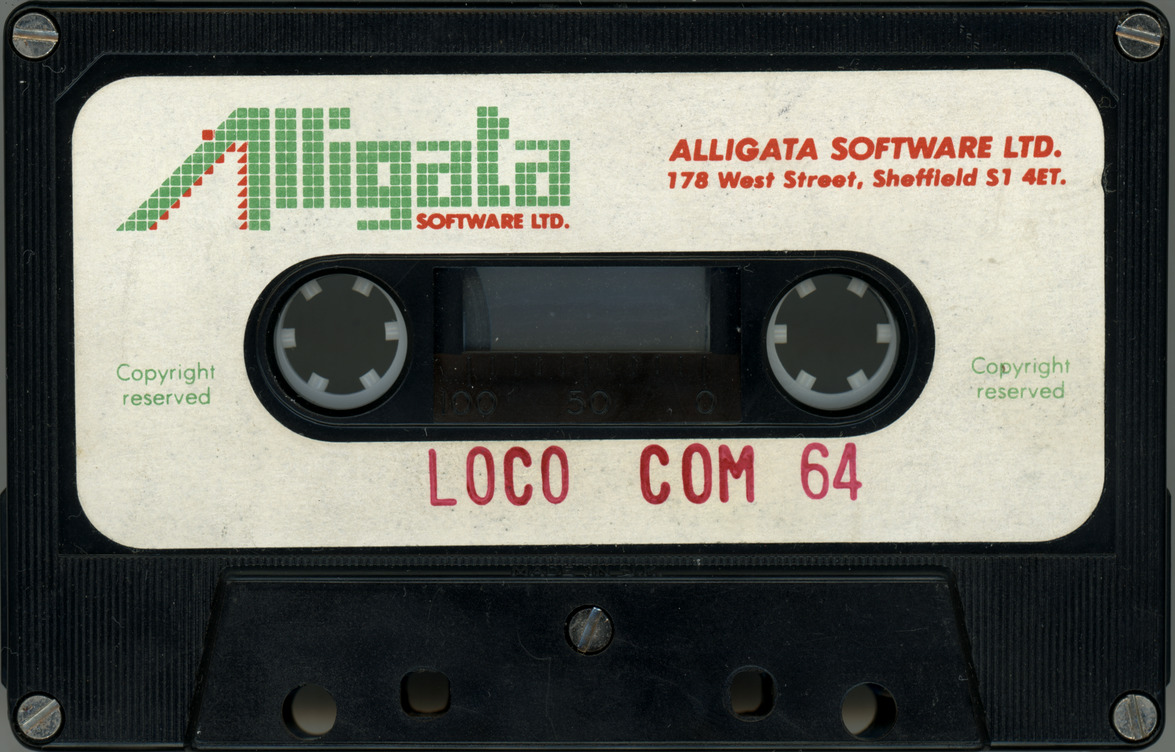 Alligata
SOFTWARE LTD.
ALLIGATA SOFTWARE LTD.
178 West Street, Sheffield S1 4ET.
Copyright
reserved
Copyright
reserved
100 50 0
LOCO COM 64